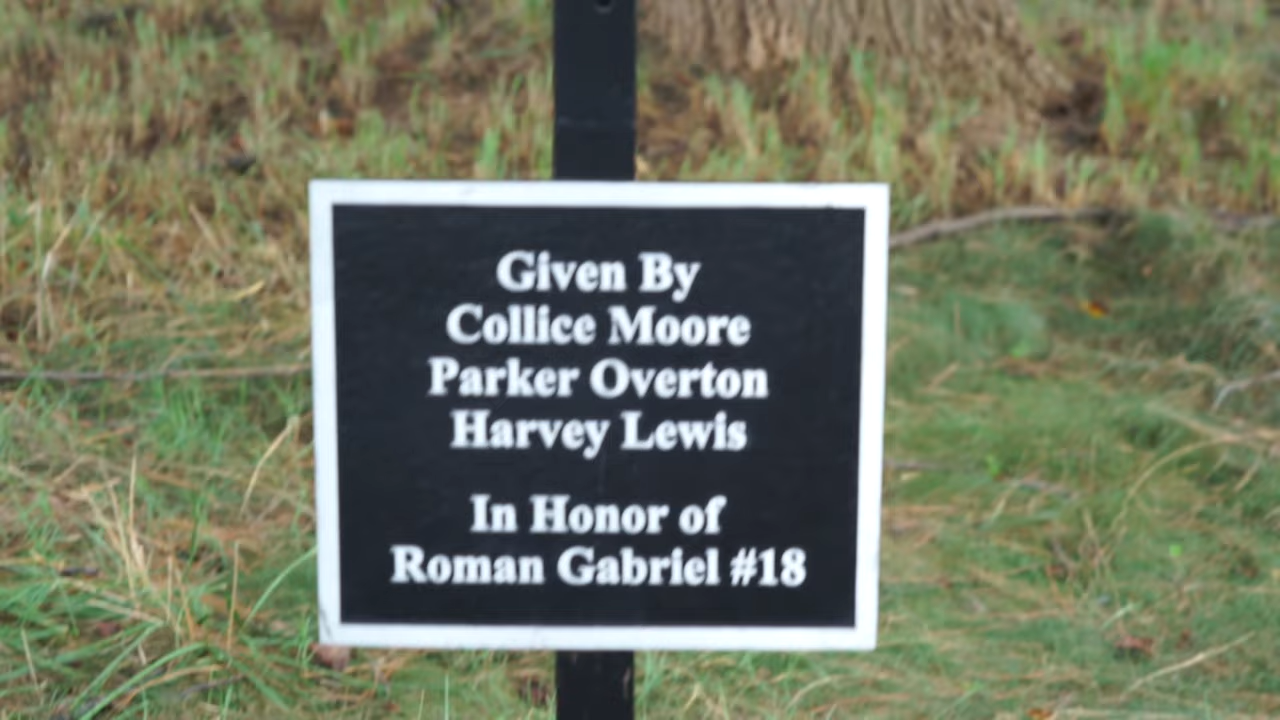 Given By
Collice Moore
Parker Overton
Harvey Lewis
In Honor of
Roman Gabriel #18